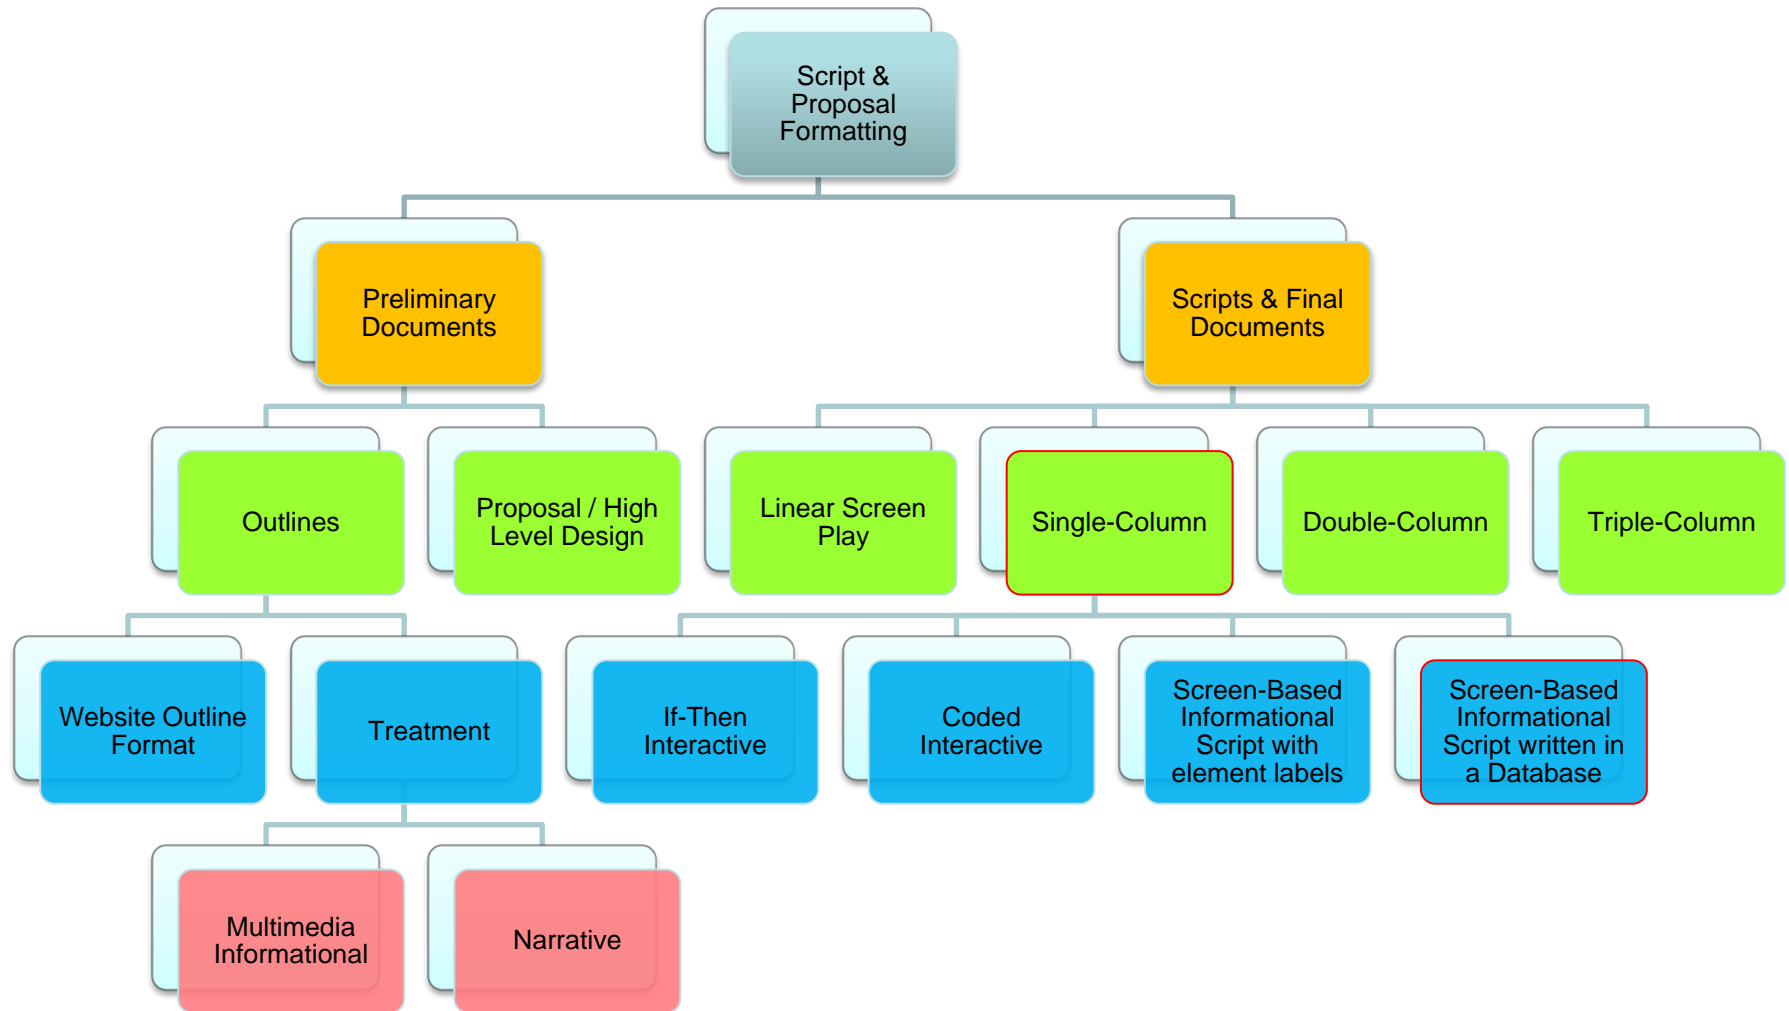 Script &
Proposal
Formatting
Preliminary
Documents
Scripts & Final
Documents
Outlines
Proposal / High
Level Design
Linear Screen
Play
Single-Column
Double-Column
Triple-Column
Website Outline
Format
Treatment
If-Then
Interactive
Coded
Interactive
Screen-Based
Informational
Script with
element labels
Screen-Based
Informational
Script written in
a Database
Multimedia
Informational
Narrative